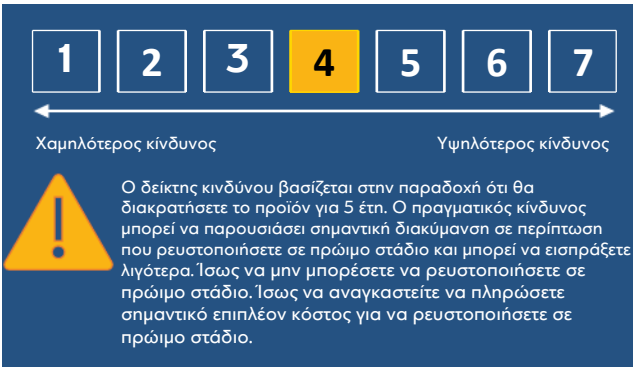 1 2 3 4 5 6 7
Χαμηλότερος κίνδυνος Υψηλότερος κίνδυνος
Ο δείκτης κινδύνου βασίζεται στην παραδοχή ότι θα
διακρατήσετε το προϊόν για 5 έτη. Ο πραγματικός κίνδυνος
μπορεί να παρουσιάσει σημαντική διακύμανση σε περίπτωση
που ρευστοποιήσετε σε πρώιμο στάδιο και μπορεί να εισπράξετε
λιγότερα. Ίσως να μην μπορέσετε να ρευστοποιήσετε σε
πρώιμο στάδιο. Ίσως να αναγκαστείτε να πληρώσετε
σημαντικό επιπλέον κόστος για να ρευστοποιήσετε σε
πρώιμο στάδιο.